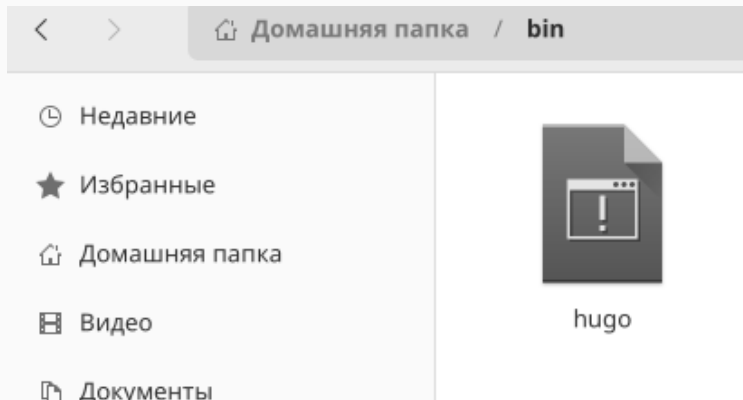 Домашняя папка / bin
Недавние
Избранные
Домашняя папка
Видео
Документы
hugo